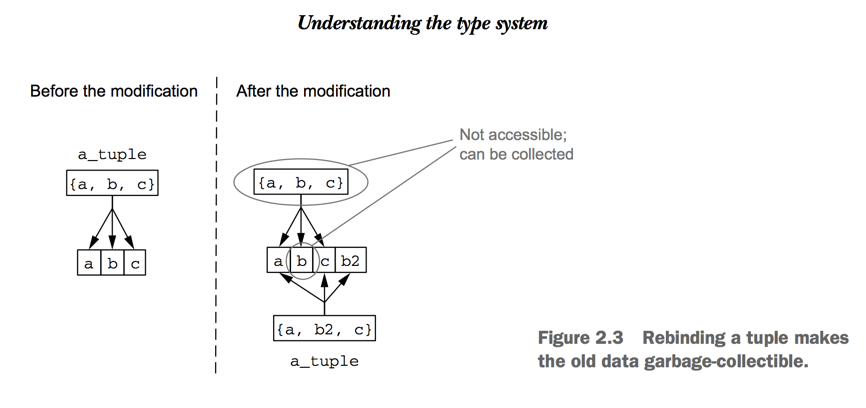 Understanding the type system
Before the modification
After the modification
Not accessible;
can be collected
a_tuple
{a, b, c}
a b c
{a, b, c}
a b c b2
{a, b2, c}
a_tuple
Figure 2.3 Rebinding a tuple makes
the old data garbage-collectible.